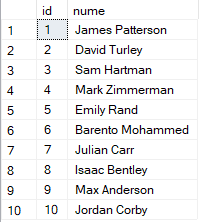 id nume
1 1 James Patterson
2 2 David Turley
3 3 Sam Hartman
4 4 Mark Zimmerman
5 5 Emily Rand
6 6 Barento Mohammed
7 7 Julian Carr
8 8 Isaac Bentley
9 9 Max Anderson
10 10 Jordan Corby